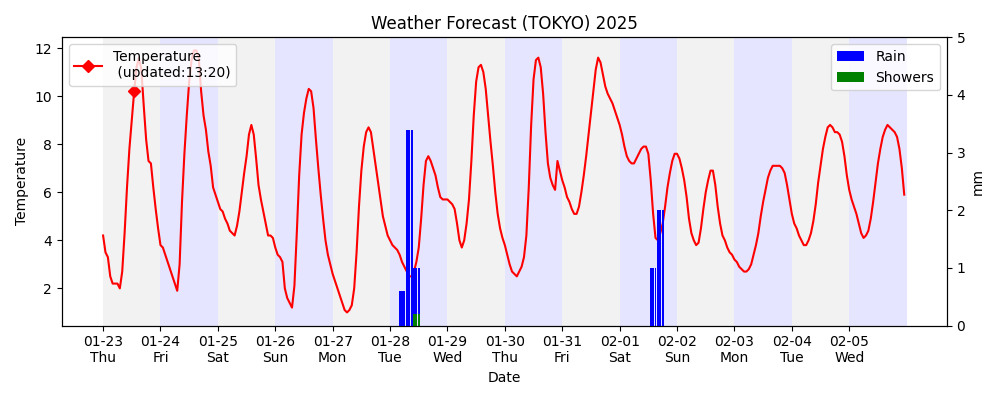 Weather Forecast (TOKYO) 2025
Temperature
(updated:13:20)
Rain
Showers
Temperature
12
10
8
6
4
2
5
4
3
2
1
0
mm
01-23 01-24 01-25 01-26 01-27 01-28 01-29 01-30 01-31 02-01 02-02 02-03 02-04 02-05
Thu Fri Sat Sun Mon Tue Wed Thu Fri Sat Sun Mon Tue Wed
Date